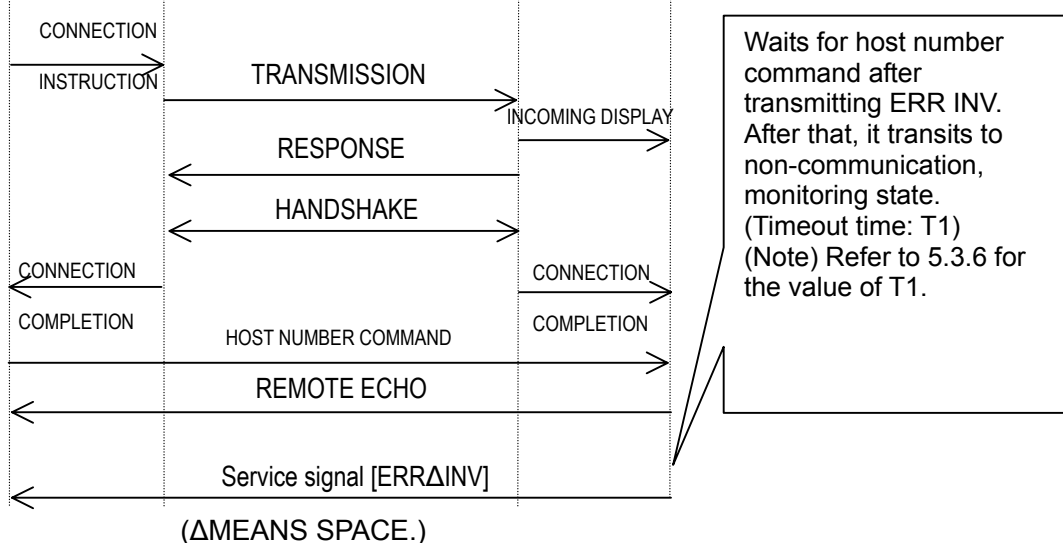 CONNECTION
INSTRUCTION
TRANSMISSION
INCOMING DISPLAY
RESPONSE
HANDSHAKE
CONNECTION
COMPLETION
CONNECTION
COMPLETION
HOST NUMBER COMMAND
REMOTE ECHO
Service signal [ERRΔINV]
(ΔMEANS SPACE.)
Waits for host number
command after
transmitting ERR INV.
After that, it transits to
non-communication,
monitoring state.
(Timeout time: T1)
(Note) Refer to 5.3.6 for
the value of T1.